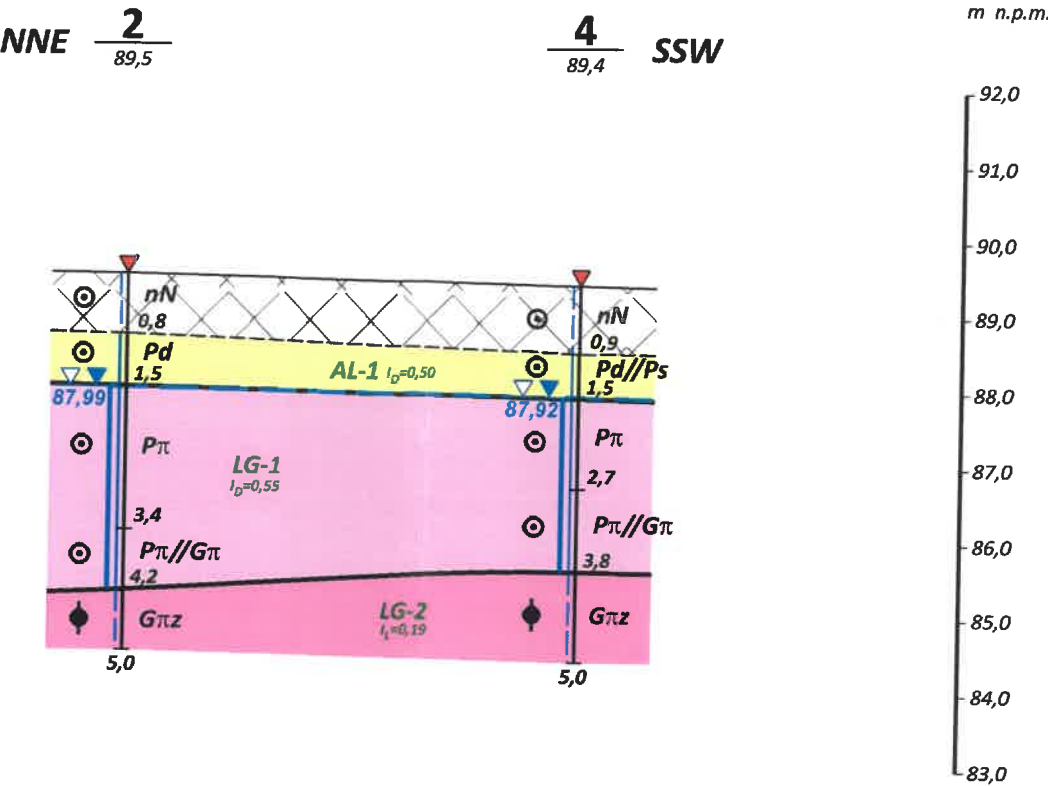 m n.p.m.
NNE 2 4 SSW
89,5 89,4
92,0
91,0
90,0
nN nN
0,8 89,0
0,9
Pd AL-1 I_D=0,50 Pd//Ps
1,5 1,5
87,99 87,92 88,0
Pπ Pπ
LG-1 87,0
I_D=0,55 2,7
3,4
Pπ//Gπ Pπ//Gπ
86,0
4,2 3,8
Gπz LG-2 Gπz 85,0
I_L=0,19
5,0 5,0
84,0
83,0